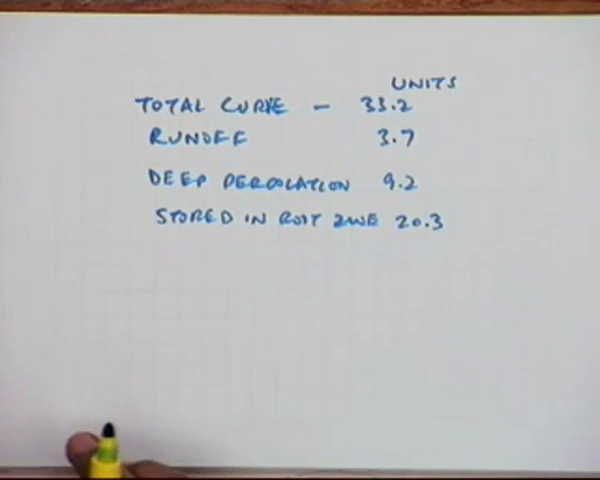 UNITS
TOTAL CURVE - 33.2
RUNOFF 3.7
DEEP PERCOLATION 9.2
STORED IN ROOT ZONE 20.3